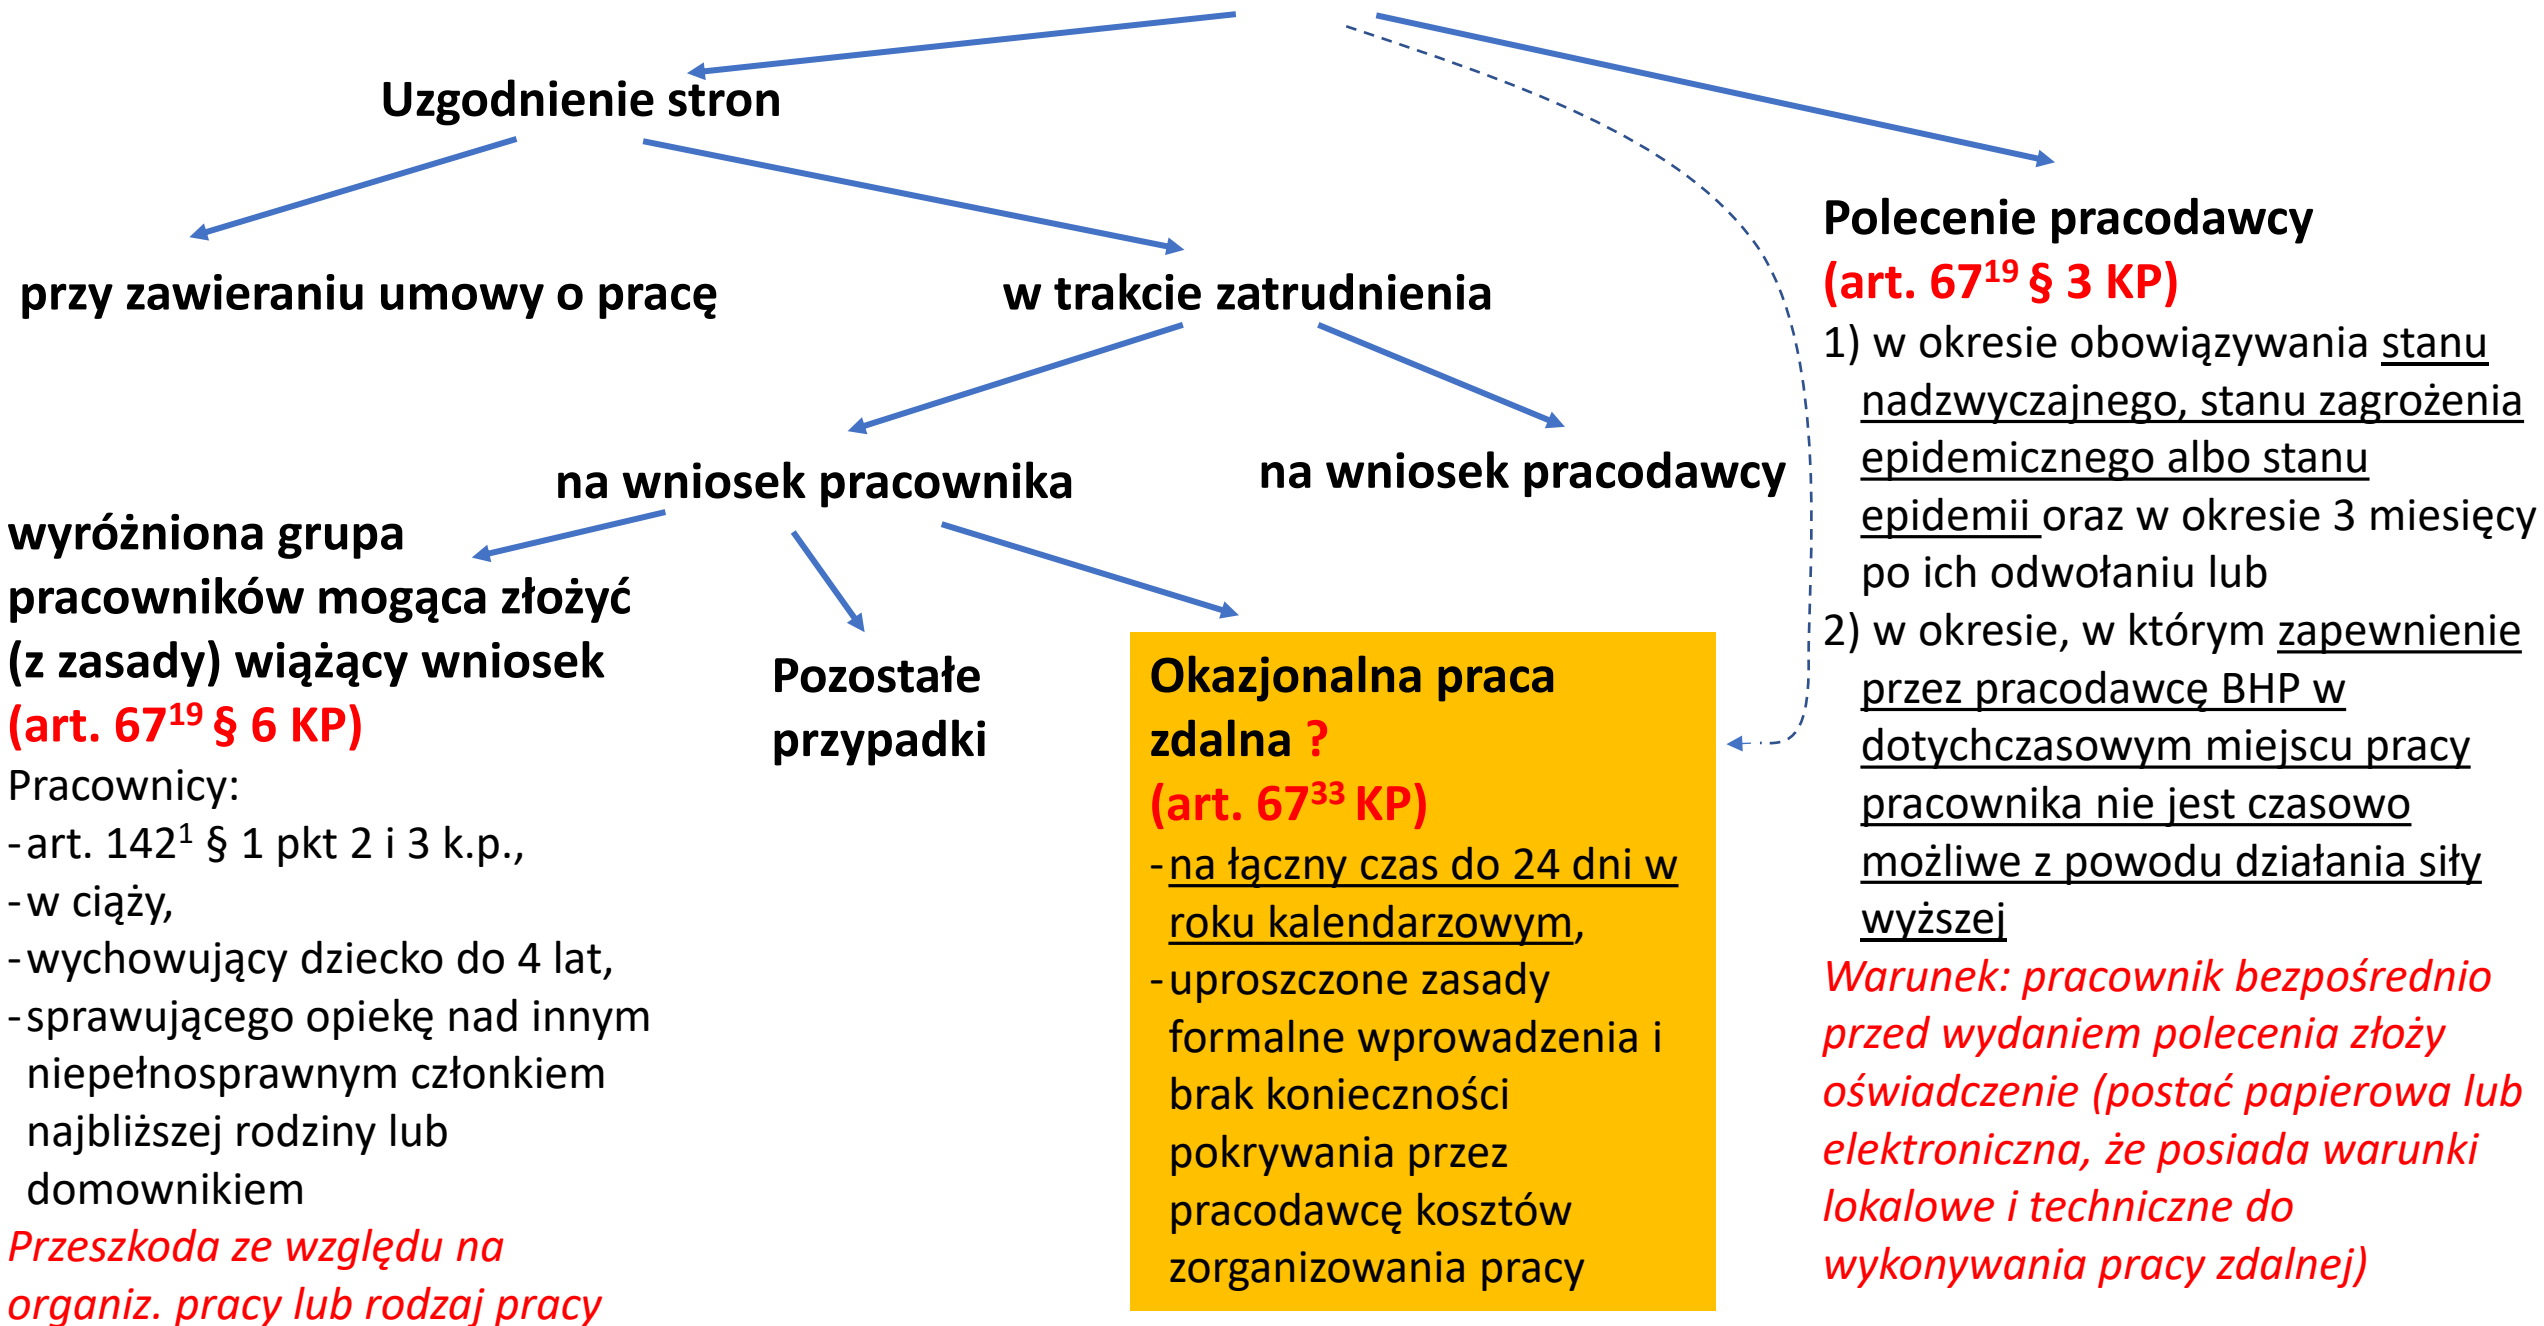 Uzgodnienie stron
przy zawieraniu umowy o pracę
w trakcie zatrudnienia
na wniosek pracownika
na wniosek pracodawcy
wyróżniona grupa
pracowników mogąca złożyć
(z zasady) wiążący wniosek
(art. 67¹⁹ § 6 KP)
Pracownicy:
- art. 142¹ § 1 pkt 2 i 3 k.p.,
- w ciąży,
- wychowujący dziecko do 4 lat,
- sprawującego opiekę nad innym
niepełnosprawnym członkiem
najbliższej rodziny lub
domownikiem
Przeszkoda ze względu na
organiz. pracy lub rodzaj pracy
Pozostałe
przypadki
Okazjonalna praca
zdalna ?
(art. 67³³ KP)
- na łączny czas do 24 dni w
roku kalendarzowym,
- uproszczone zasady
formalne wprowadzenia i
brak konieczności
pokrywania przez
pracodawcę kosztów
zorganizowania pracy
Polecenie pracodawcy
(art. 67¹⁹ § 3 KP)
1) w okresie obowiązywania stanu
nadzwyczajnego, stanu zagrożenia
epidemicznego albo stanu
epidemii oraz w okresie 3 miesięcy
po ich odwołaniu lub
2) w okresie, w którym zapewnienie
przez pracodawcę BHP w
dotychczasowym miejscu pracy
pracownika nie jest czasowo
możliwe z powodu działania siły
wyższej
Warunek: pracownik bezpośrednio
przed wydaniem polecenia złoży
oświadczenie (postać papierowa lub
elektroniczna, że posiada warunki
lokalowe i techniczne do
wykonywania pracy zdalnej)